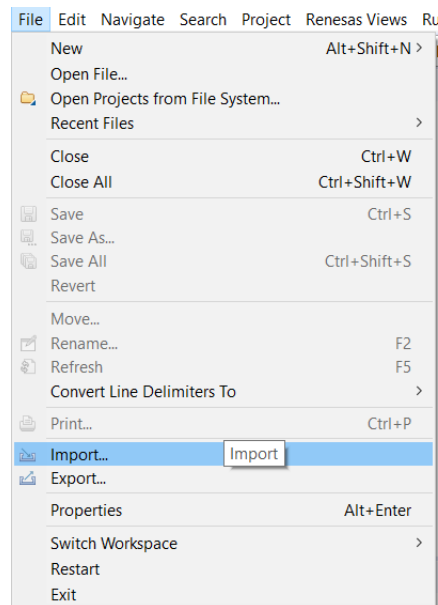 File Edit Navigate Search Project Renesas Views Ru
New Alt+Shift+N >
Open File...
Open Projects from File System...
Recent Files >
Close Ctrl+W
Close All Ctrl+Shift+W
Save Ctrl+S
Save As...
Save All Ctrl+Shift+S
Revert
Move...
Rename... F2
Refresh F5
Convert Line Delimiters To >
Print... Ctrl+P
Import... Import
Export...
Properties Alt+Enter
Switch Workspace >
Restart
Exit